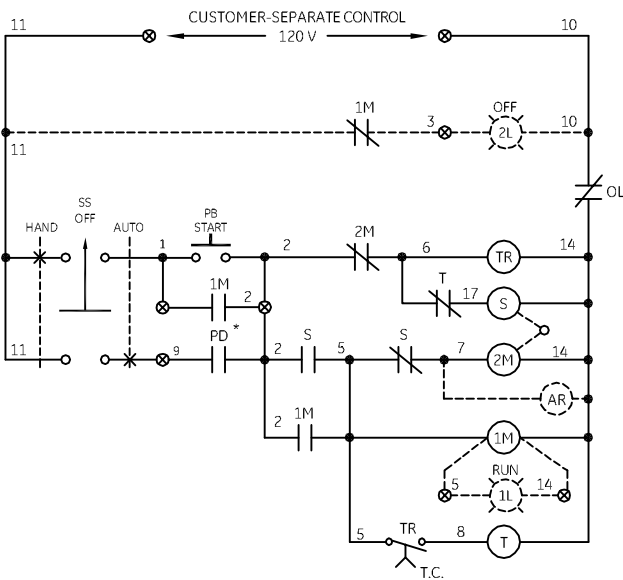 CUSTOMER-SEPARATE CONTROL
11 120 V 10
1M 3 OFF 2L 10
11
OL
SS OFF
HAND AUTO
PB START
1 2 2M 6 TR 14
1M 2 T 17 S
PD *
11 9 2 S 5 S 7 2M 14
AR
2 1M 1M
RUN
5 1L 14
5 TR 8 T
T.C.